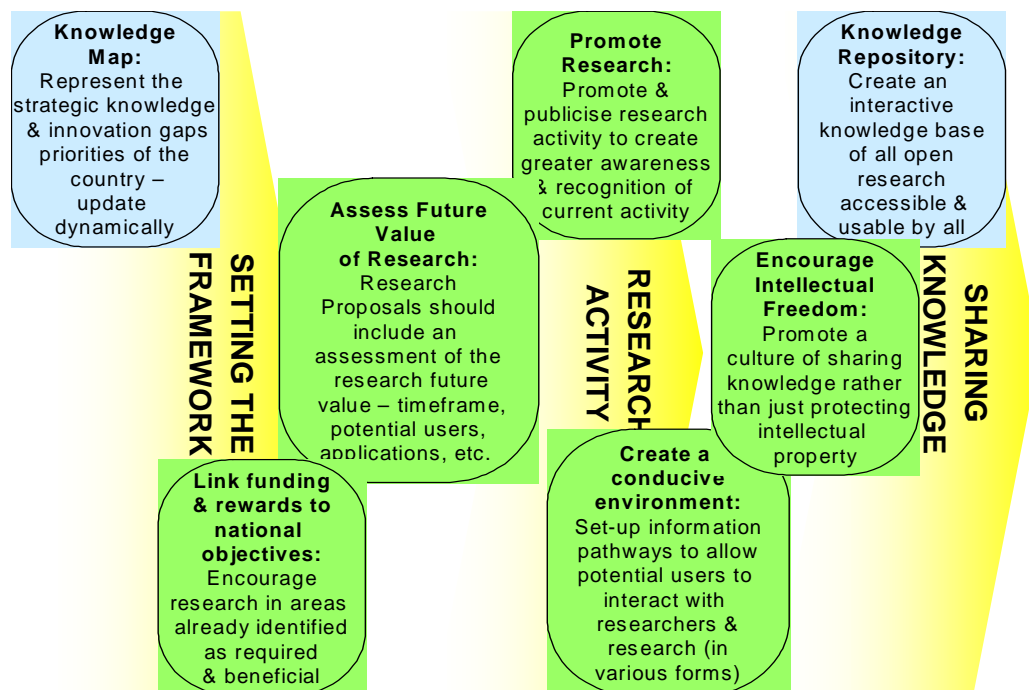 Knowledge
Map:
Represent the
strategic knowledge
& innovation gaps
priorities of the
country –
update
dynamically
SETTING THE
FRAMEWORK
Assess Future
Value
of Research:
Research
Proposals should
include an
assessment of the
research future
value – timeframe,
potential users,
applications, etc.
Link funding
& rewards to
national
objectives:
Encourage
research in areas
already identified
as required
& beneficial
Promote
Research:
Promote &
publicise research
activity to create
greater awareness
& recognition of
current activity
RESEARCH
ACTIVITY
Create a
conducive
environment:
Set-up information
pathways to allow
potential users to
interact with
researchers &
research (in
various forms)
Knowledge
Repository:
Create an
interactive
knowledge base
of all open
research
accessible &
usable by all
Encourage
Intellectual
Freedom:
Promote a
culture of sharing
knowledge rather
than just protecting
intellectual
property
SHARING
KNOWLEDGE